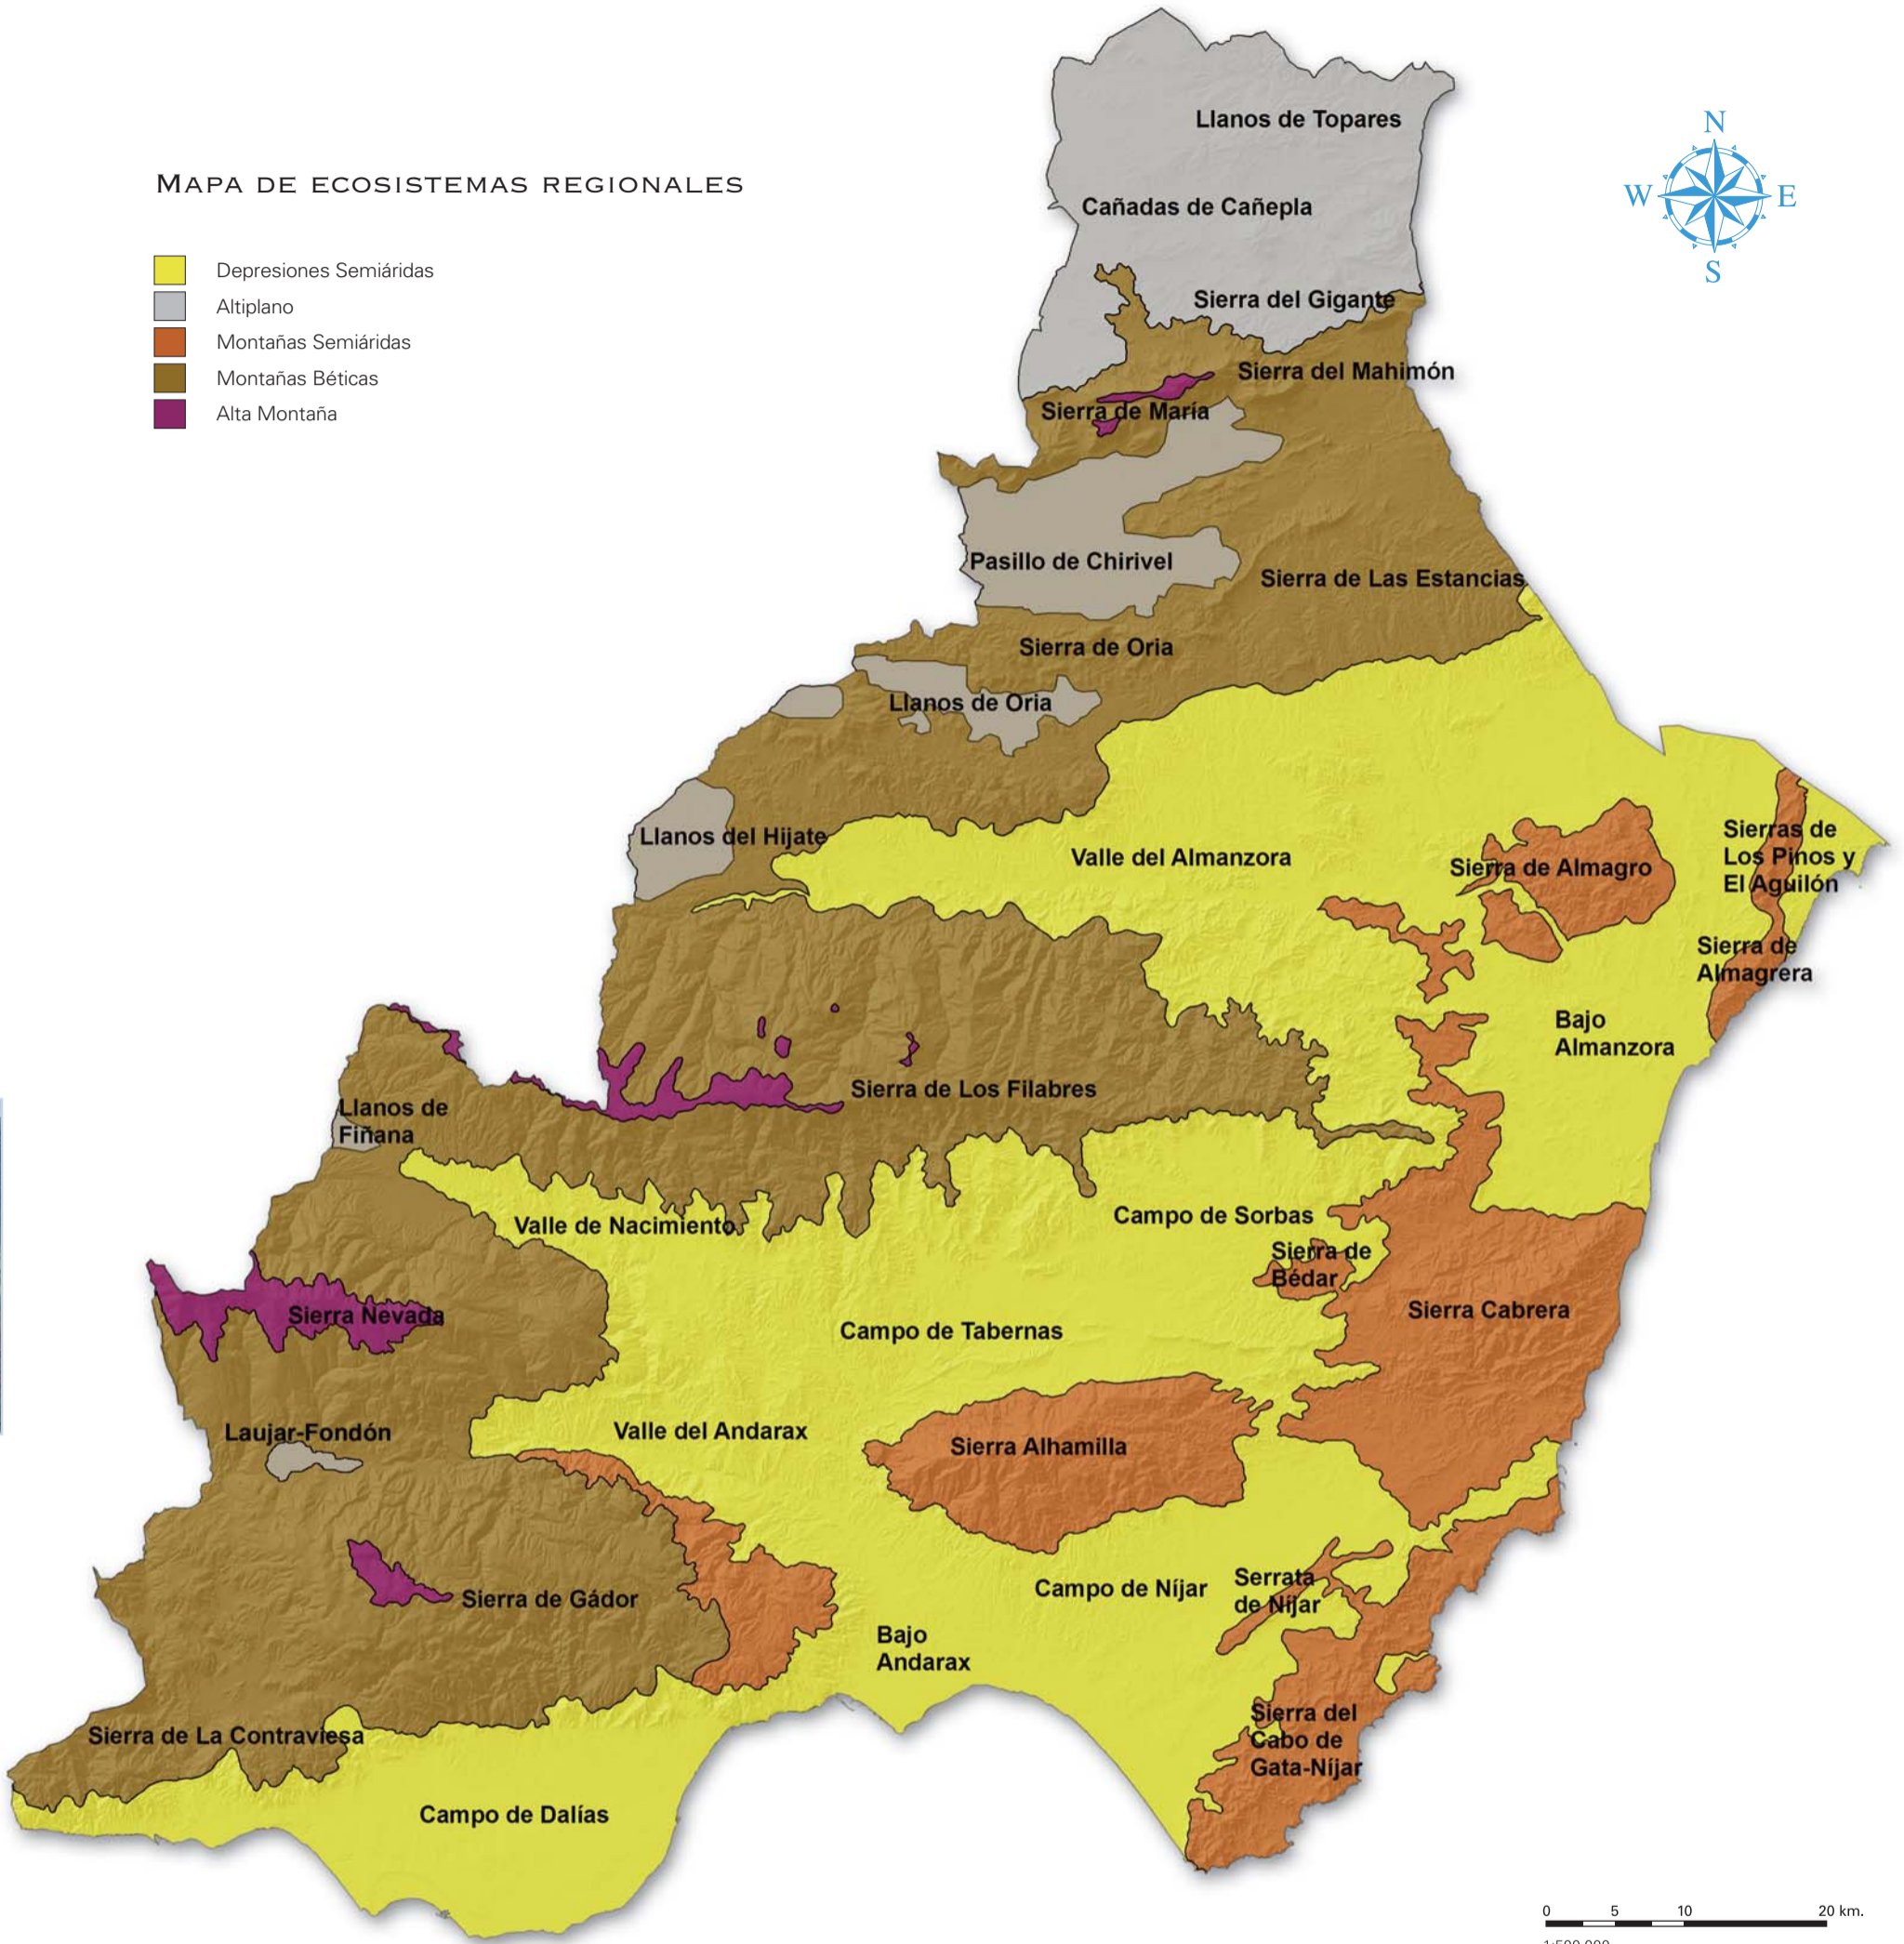 MAPA DE ECOSISTEMAS REGIONALES
Depresiones Semiáridas
Altiplano
Montañas Semiáridas
Montañas Béticas
Alta Montaña
N
W
E
S
Llanos de Topares
Cañadas de Cañepla
Sierra del Gigante
Sierra del Mahimón
Sierra de María
Pasillo de Chirivel
Sierra de Las Estancias
Sierra de Oria
Llanos de Oria
Llanos del Hijate
Valle del Almanzora
Sierra de Almagro
Sierras de
Los Pinos y
El Aguilón
Sierra de
Almagrera
Bajo
Almanzora
Sierra de Los Filabres
Llanos de
Fiñana
Valle de Nacimiento
Campo de Sorbas
Sierra de
Bédar
Sierra Nevada
Sierra Cabrera
Campo de Tabernas
Laujar-Fondón
Valle del Andarax
Sierra Alhamilla
Sierra de Gádor
Campo de Níjar
Serrata
de Níjar
Bajo
Andarax
Sierra del
Cabo de
Gata-Níjar
Sierra de La Contraviesa
Campo de Dalías
0 5 10 20 km.
1:500.000